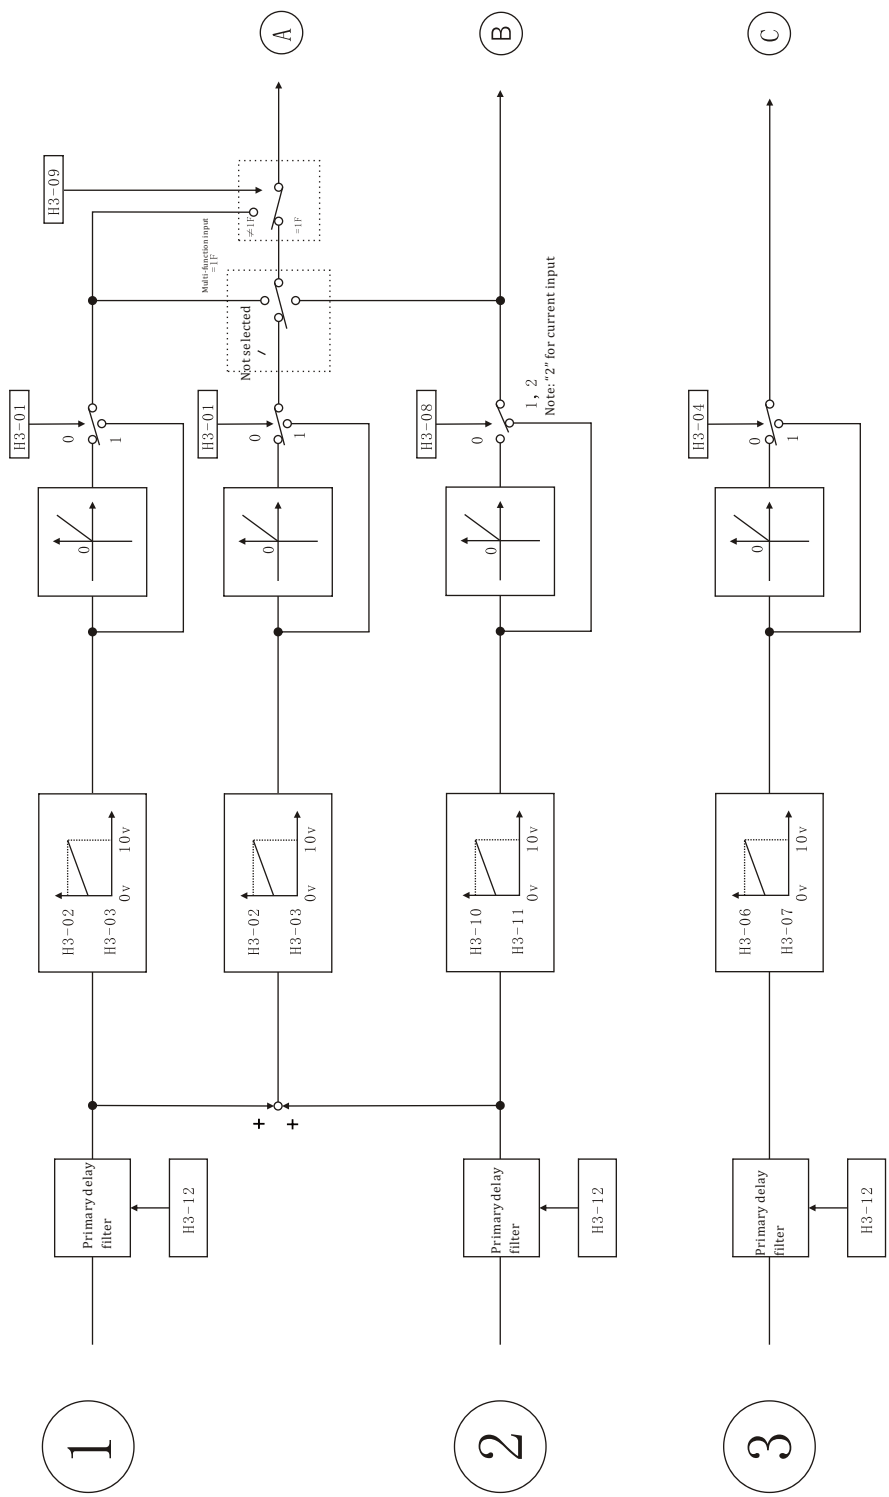 1
Primary delay
filter
H3-12
H3-02
H3-03
0v
10v
0
H3-01
0
1
+
+
H3-02
H3-03
0v
10v
0
H3-01
0
1
Not selected
Multi-function input
=1F
≠1F
=1F
H3-09
A
2
Primary delay
filter
H3-12
H3-10
H3-11
0v
10v
0
H3-08
0
1, 2
Note: "2" for current input
B
3
Primary delay
filter
H3-12
H3-06
H3-07
0v
10v
0
H3-04
0
1
C